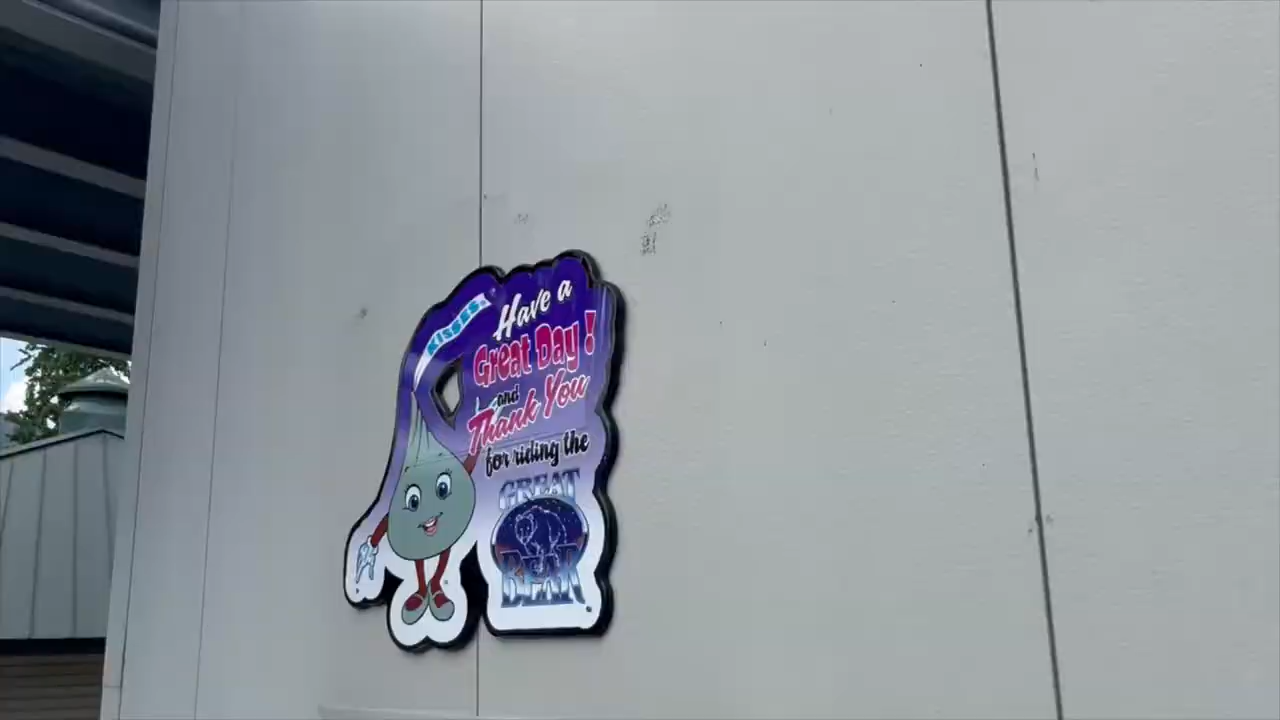 KISSES
Have a
Great Day!
and
Thank You
for riding the
GREAT
BEAR